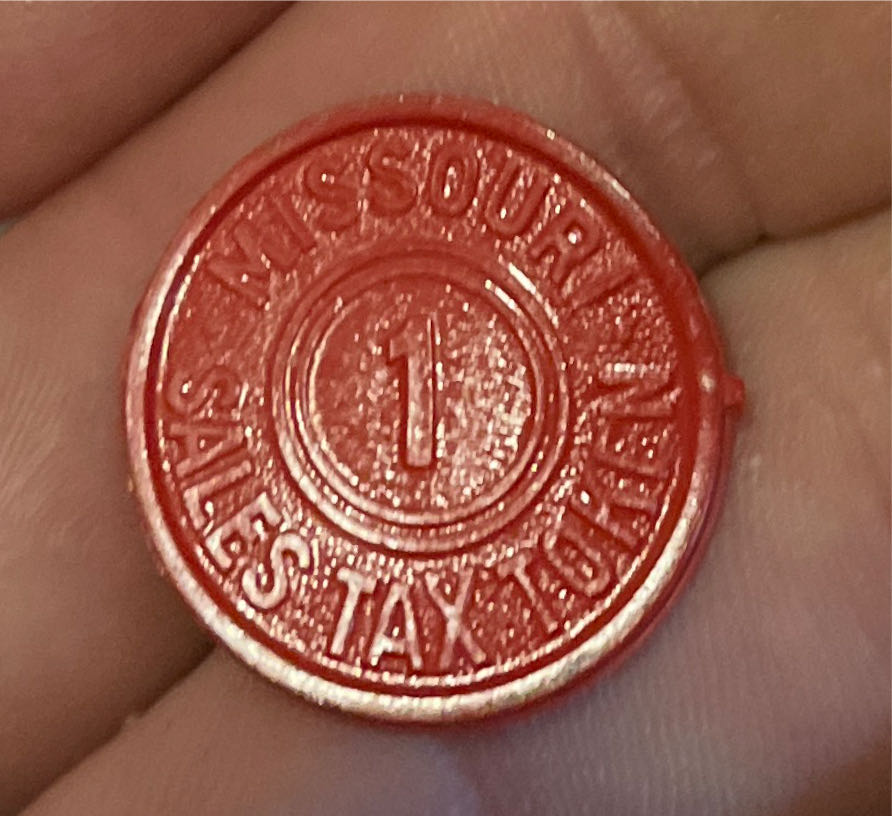 MISSOURI
1
SALES TAX TOKEN